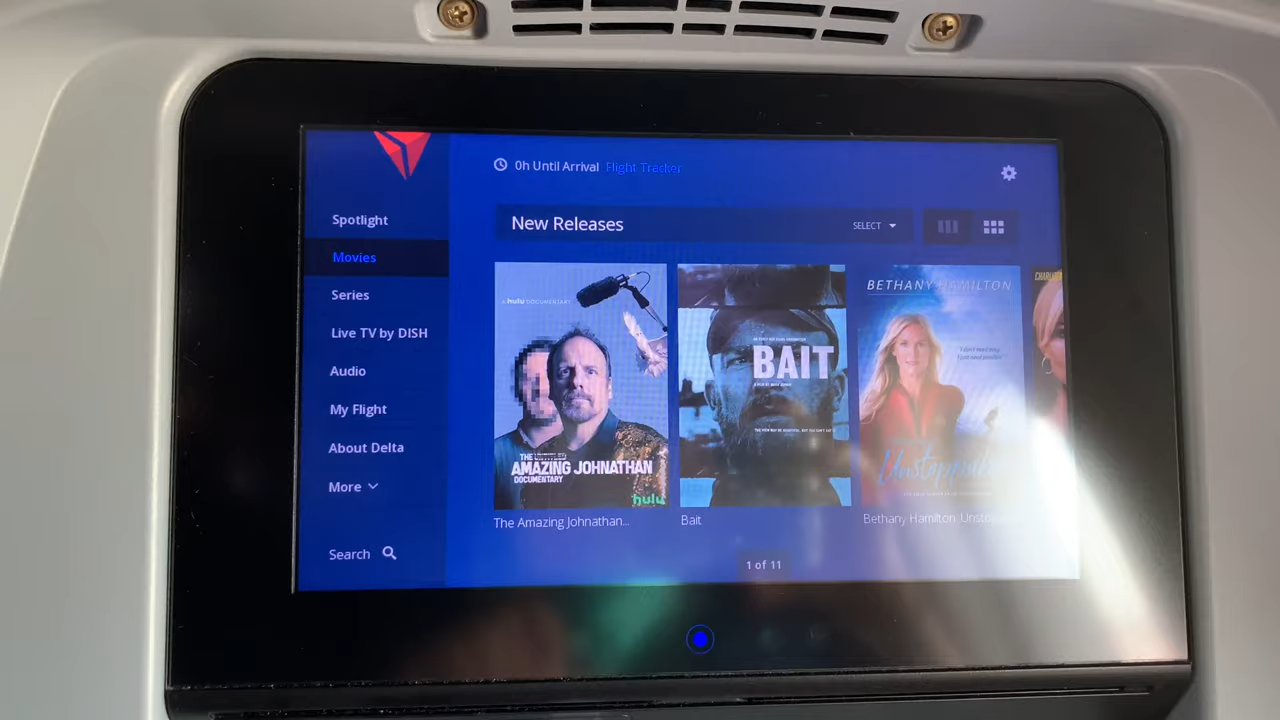 0h Until Arrival Flight Tracker
Spotlight
Movies
Series
Live TV by DISH
Audio
My Flight
About Delta
More
Search
New Releases
SELECT
A hulu DOCUMENTARY
THE
AMAZING JOHNATHAN
DOCUMENTARY
hulu
The Amazing Johnathan...
BAIT
Bait
BETHANY HAMILTON
Unstoppable
Bethany Hamilton: Unsto
1 of 11